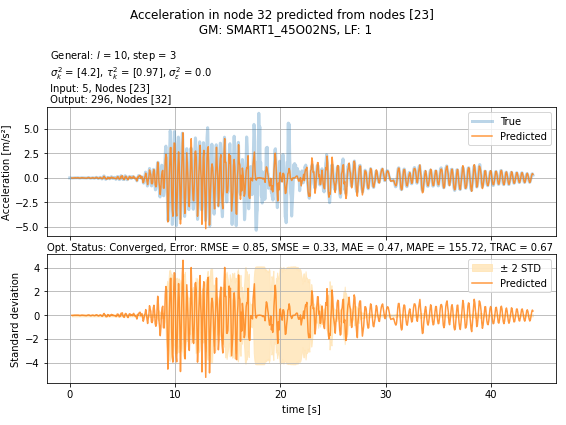 Acceleration in node 32 predicted from nodes [23]
GM: SMART1_45O02NS, LF: 1
General: l = 10, step = 3
σ²ₖ = [4.2], τ²ₖ = [0.97], σ²ε = 0.0
Input: 5, Nodes [23]
Output: 296, Nodes [32]
Acceleration [m/s²]
5.0
2.5
0.0
−2.5
−5.0
True
Predicted
Opt. Status: Converged, Error: RMSE = 0.85, SMSE = 0.33, MAE = 0.47, MAPE = 155.72, TRAC = 0.67
Standard deviation
4
2
0
−2
−4
± 2 STD
Predicted
0
10
20
30
40
time [s]